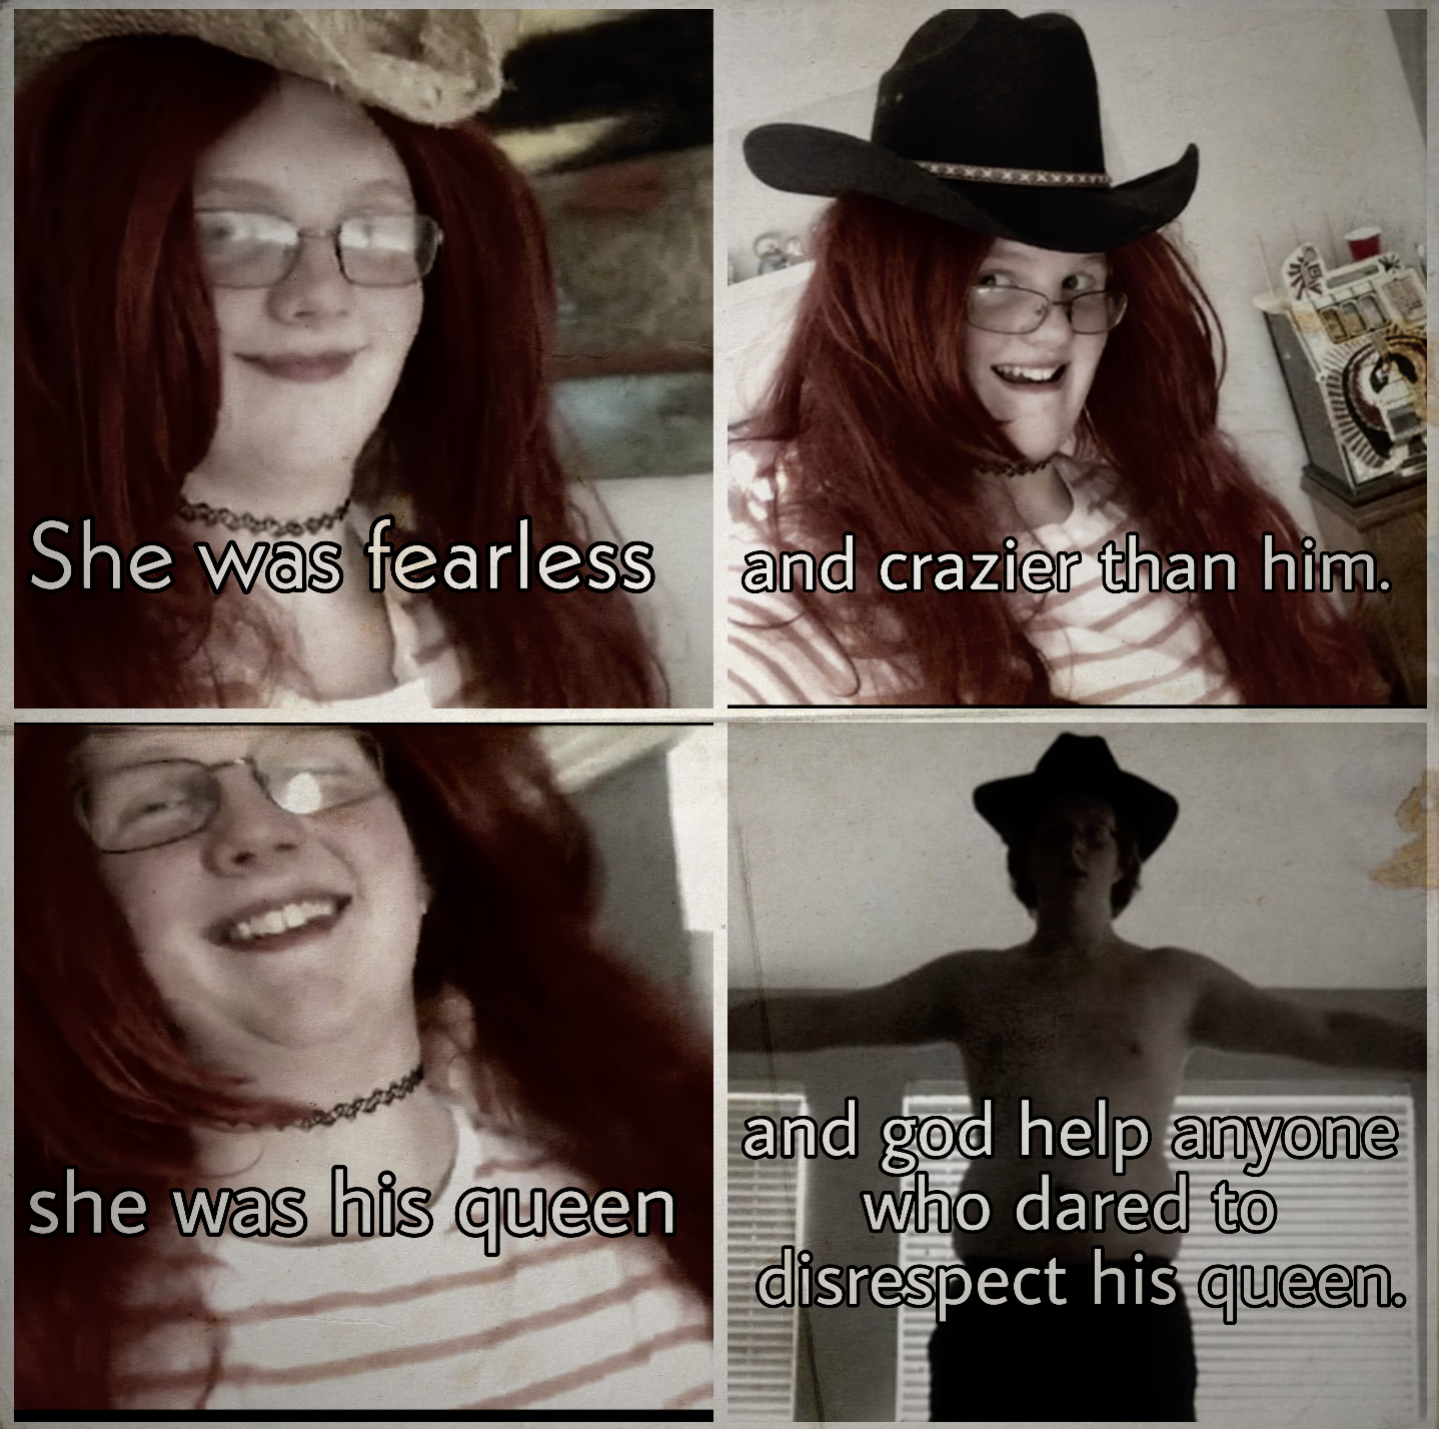 She was fearless
and crazier than him.
she was his queen
and god help anyone
who dared to
disrespect his queen.